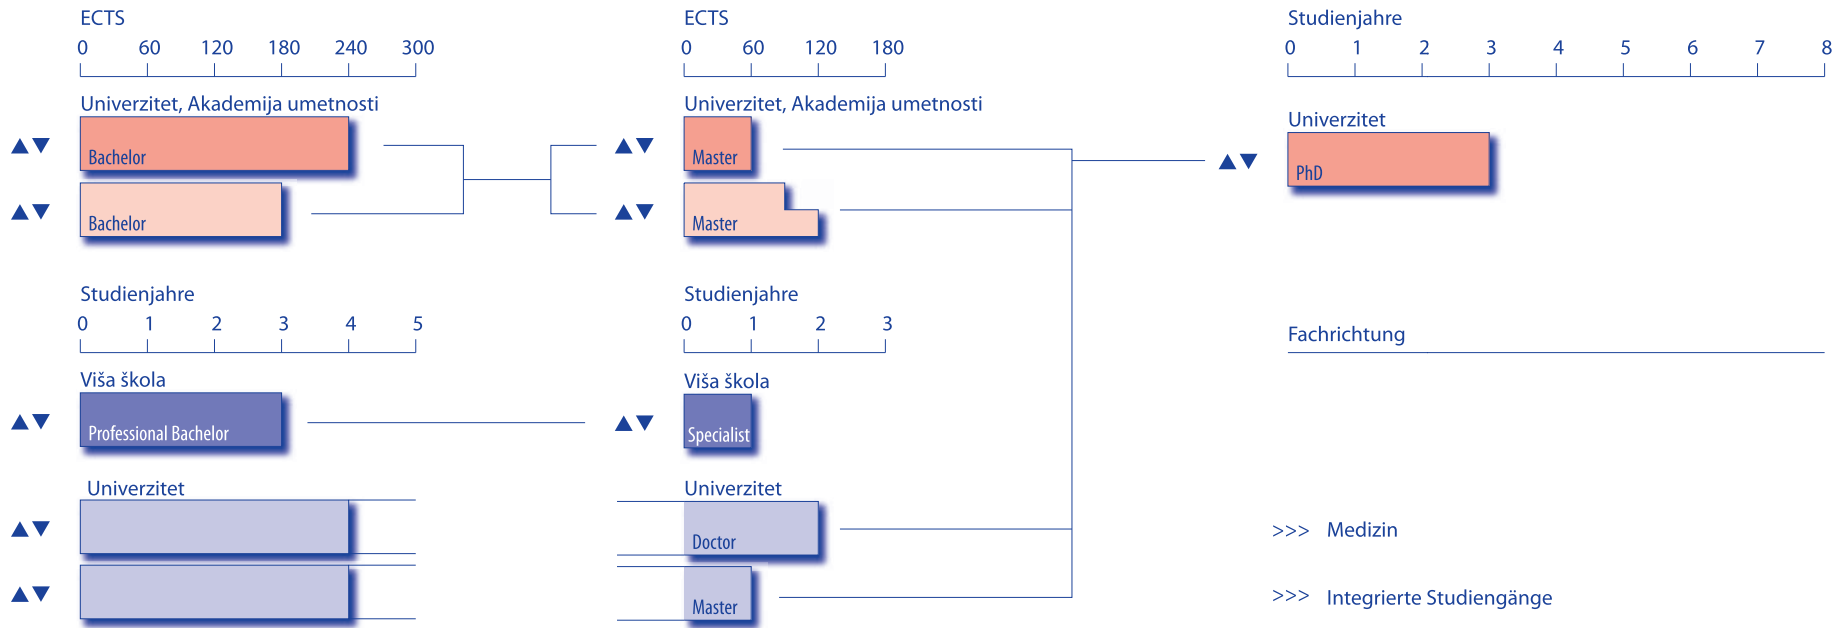 ECTS
0 60 120 180 240 300
Univerzitet, Akademija umetnosti
Bachelor
Bachelor
Studienjahre
0 1 2 3 4 5
Viša škola
Professional Bachelor
Univerzitet
ECTS
0 60 120 180
Univerzitet, Akademija umetnosti
Master
Master
Studienjahre
0 1 2 3
Viša škola
Specialist
Univerzitet
Doctor
Master
Studienjahre
0 1 2 3 4 5 6 7 8
Univerzitet
PhD
Fachrichtung
>>> Medizin
>>> Integrierte Studiengänge